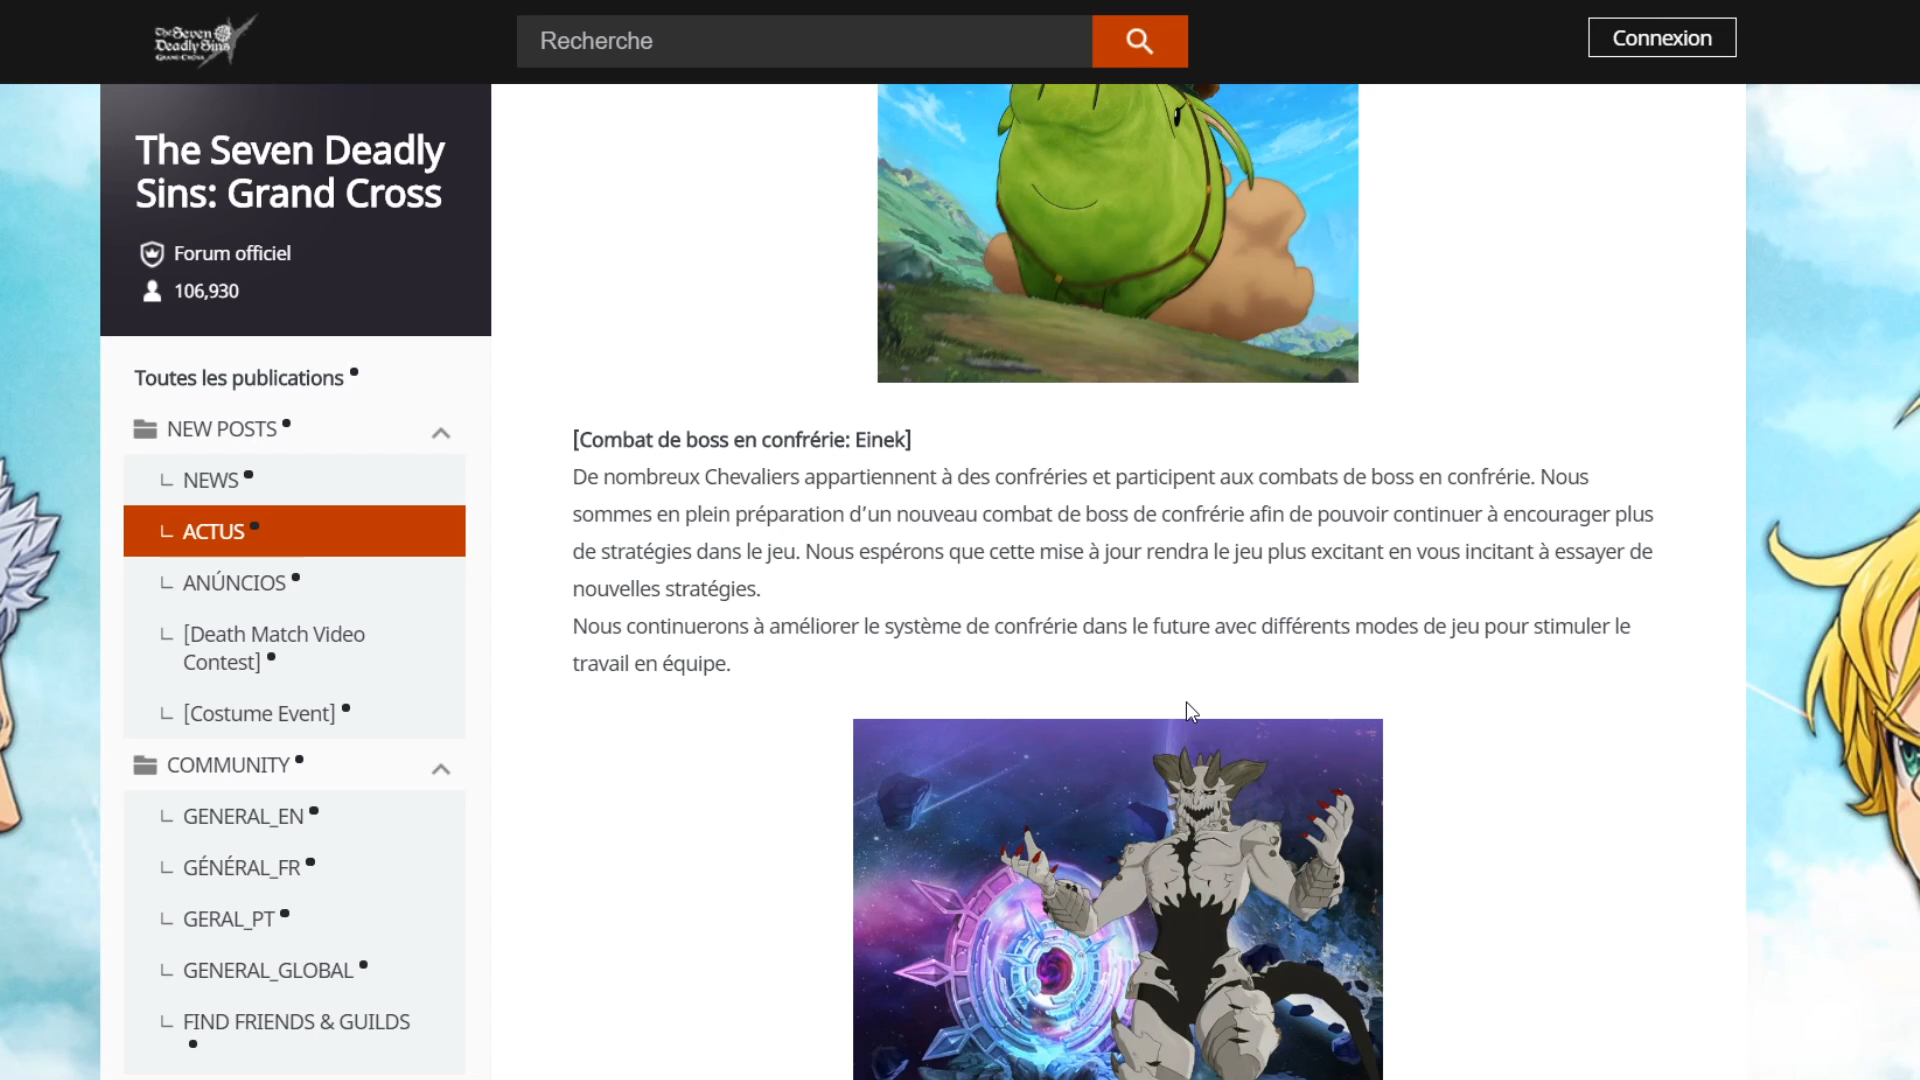 The Seven
Deadly Sins
GRAND CROSS
Recherche
Connexion
The Seven Deadly
Sins: Grand Cross
Forum officiel
106,930
Toutes les publications
NEW POSTS
NEWS
ACTUS
ANÚNCIOS
[Death Match Video
Contest]
[Costume Event]
COMMUNITY
GENERAL_EN
GÉNÉRAL_FR
GERAL_PT
GENERAL_GLOBAL
FIND FRIENDS & GUILDS
[Combat de boss en confrérie: Einek]
De nombreux Chevaliers appartiennent à des confréries et participent aux combats de boss en confrérie. Nous
sommes en plein préparation d’un nouveau combat de boss de confrérie afin de pouvoir continuer à encourager plus
de stratégies dans le jeu. Nous espérons que cette mise à jour rendra le jeu plus excitant en vous incitant à essayer de
nouvelles stratégies.
Nous continuerons à améliorer le système de confrérie dans le future avec différents modes de jeu pour stimuler le
travail en équipe.